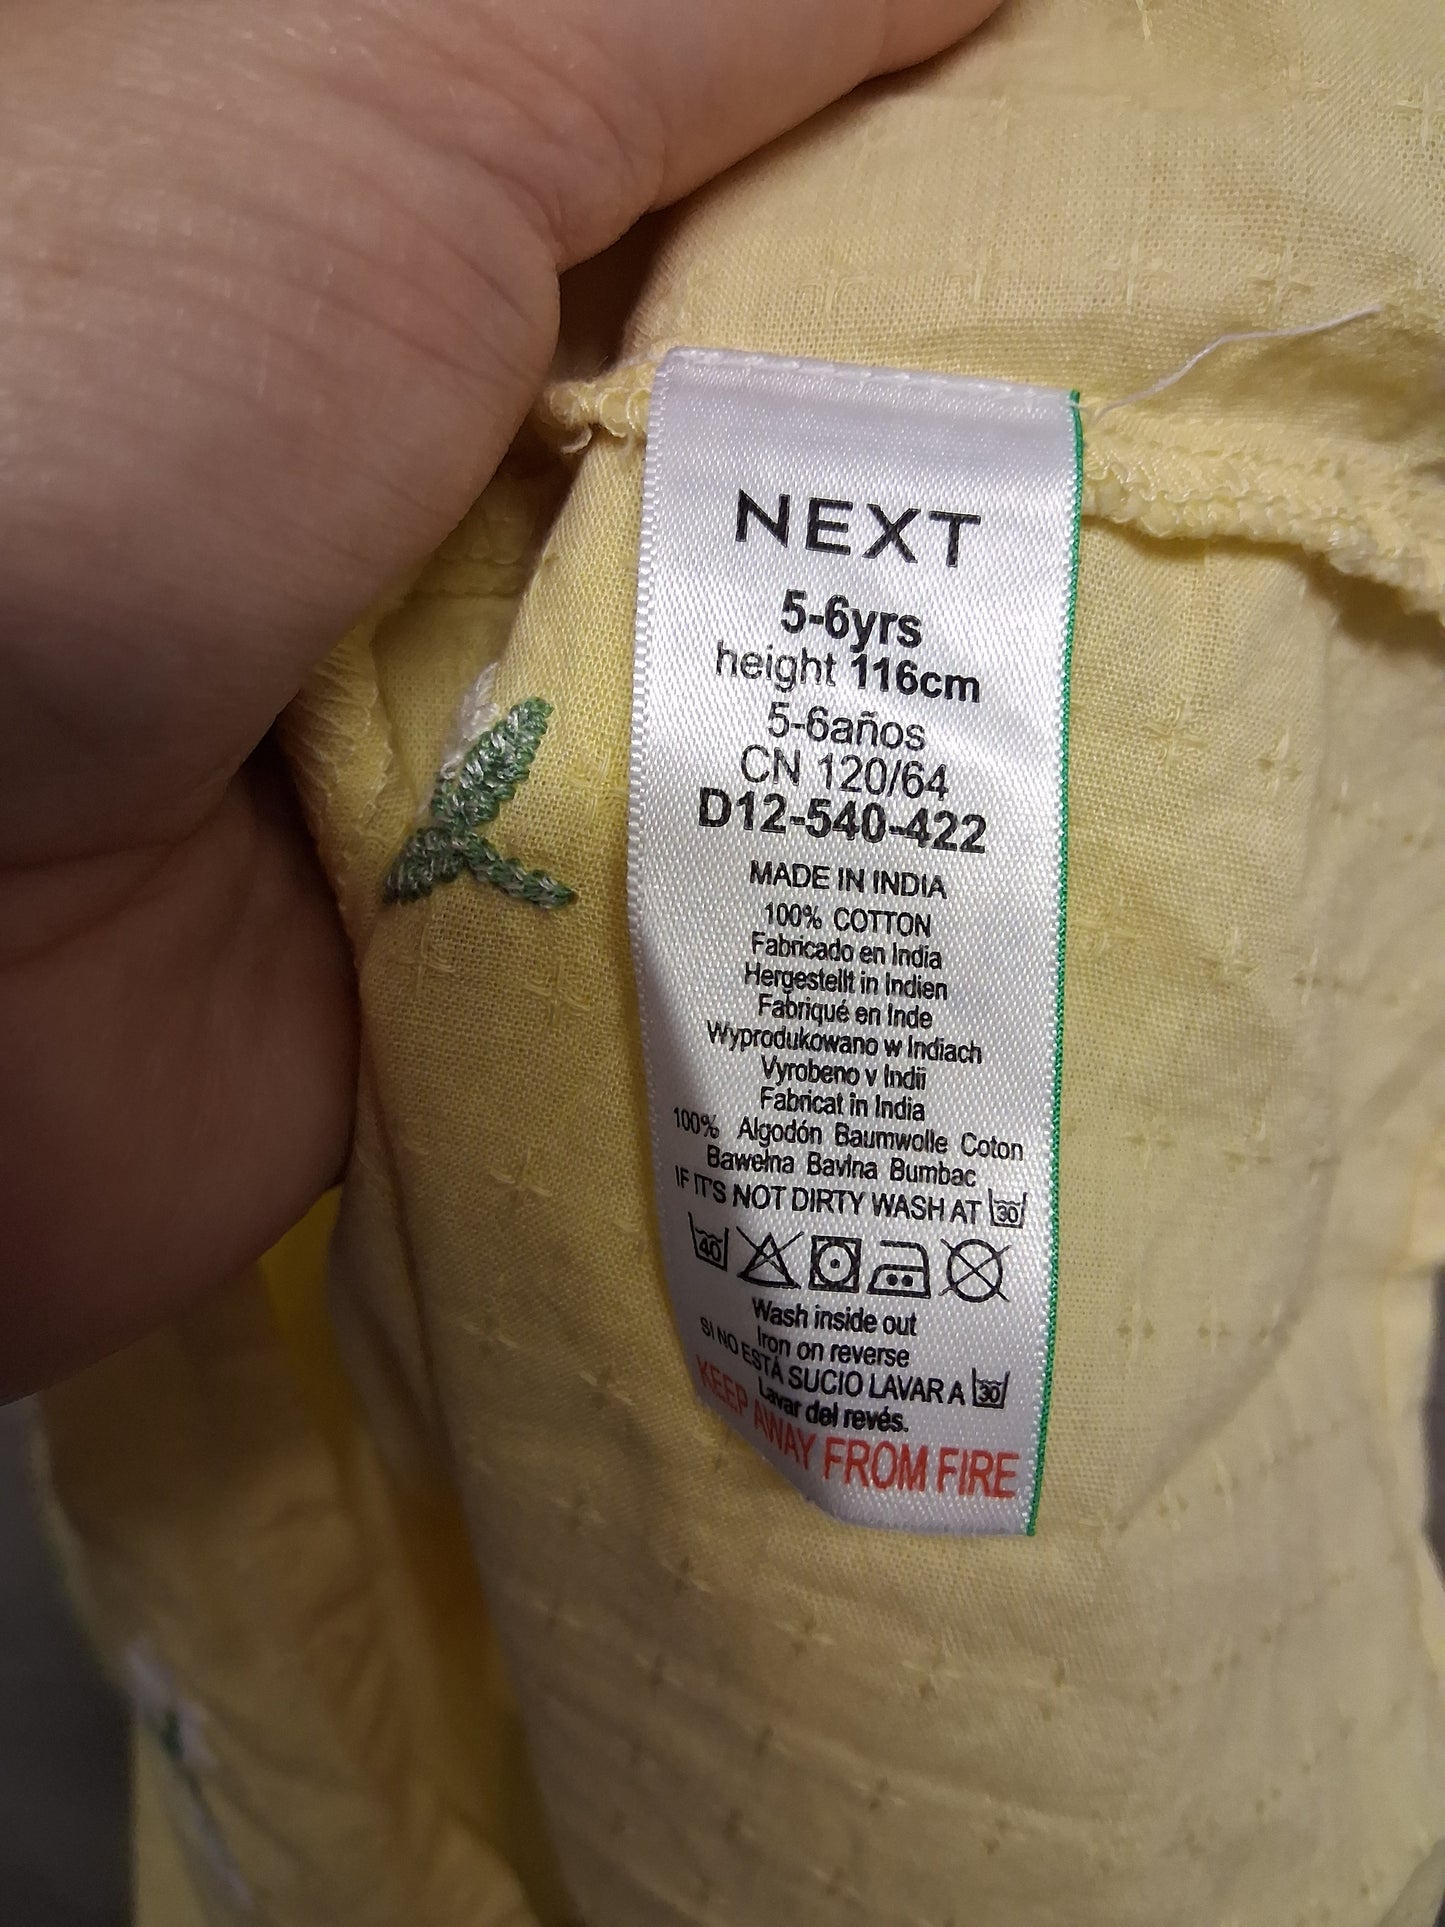 NEXT
5-6yrs
height 116cm
5-6años
CN 120/64
D12-540-422
MADE IN INDIA
100% COTTON
Fabricado en India
Hergestellt in Indien
Fabriqué en Inde
Wyprodukowano w Indiach
Vyrobeno v Indii
Fabricat in India
100% Algodón Baumwolle Coton
Bawełna Bavlna Bumbac
IF IT'S NOT DIRTY WASH AT 30
40
Wash inside out
Iron on reverse
SI NO ESTÁ SUCIO LAVAR A 30
Lavar del revés.
KEEP AWAY FROM FIRE